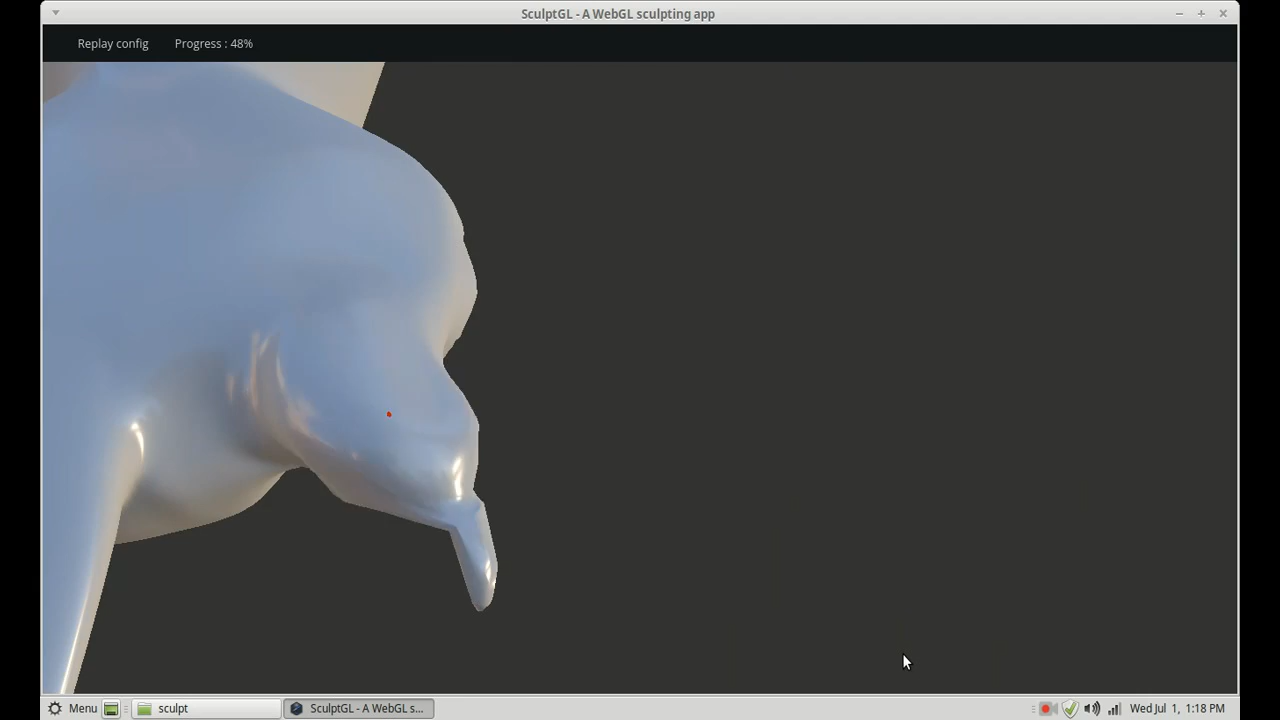 SculptGL - A WebGL sculpting app
Replay config Progress : 48%
Menu sculpt SculptGL - A WebGL s... Wed Jul 1, 1:18 PM